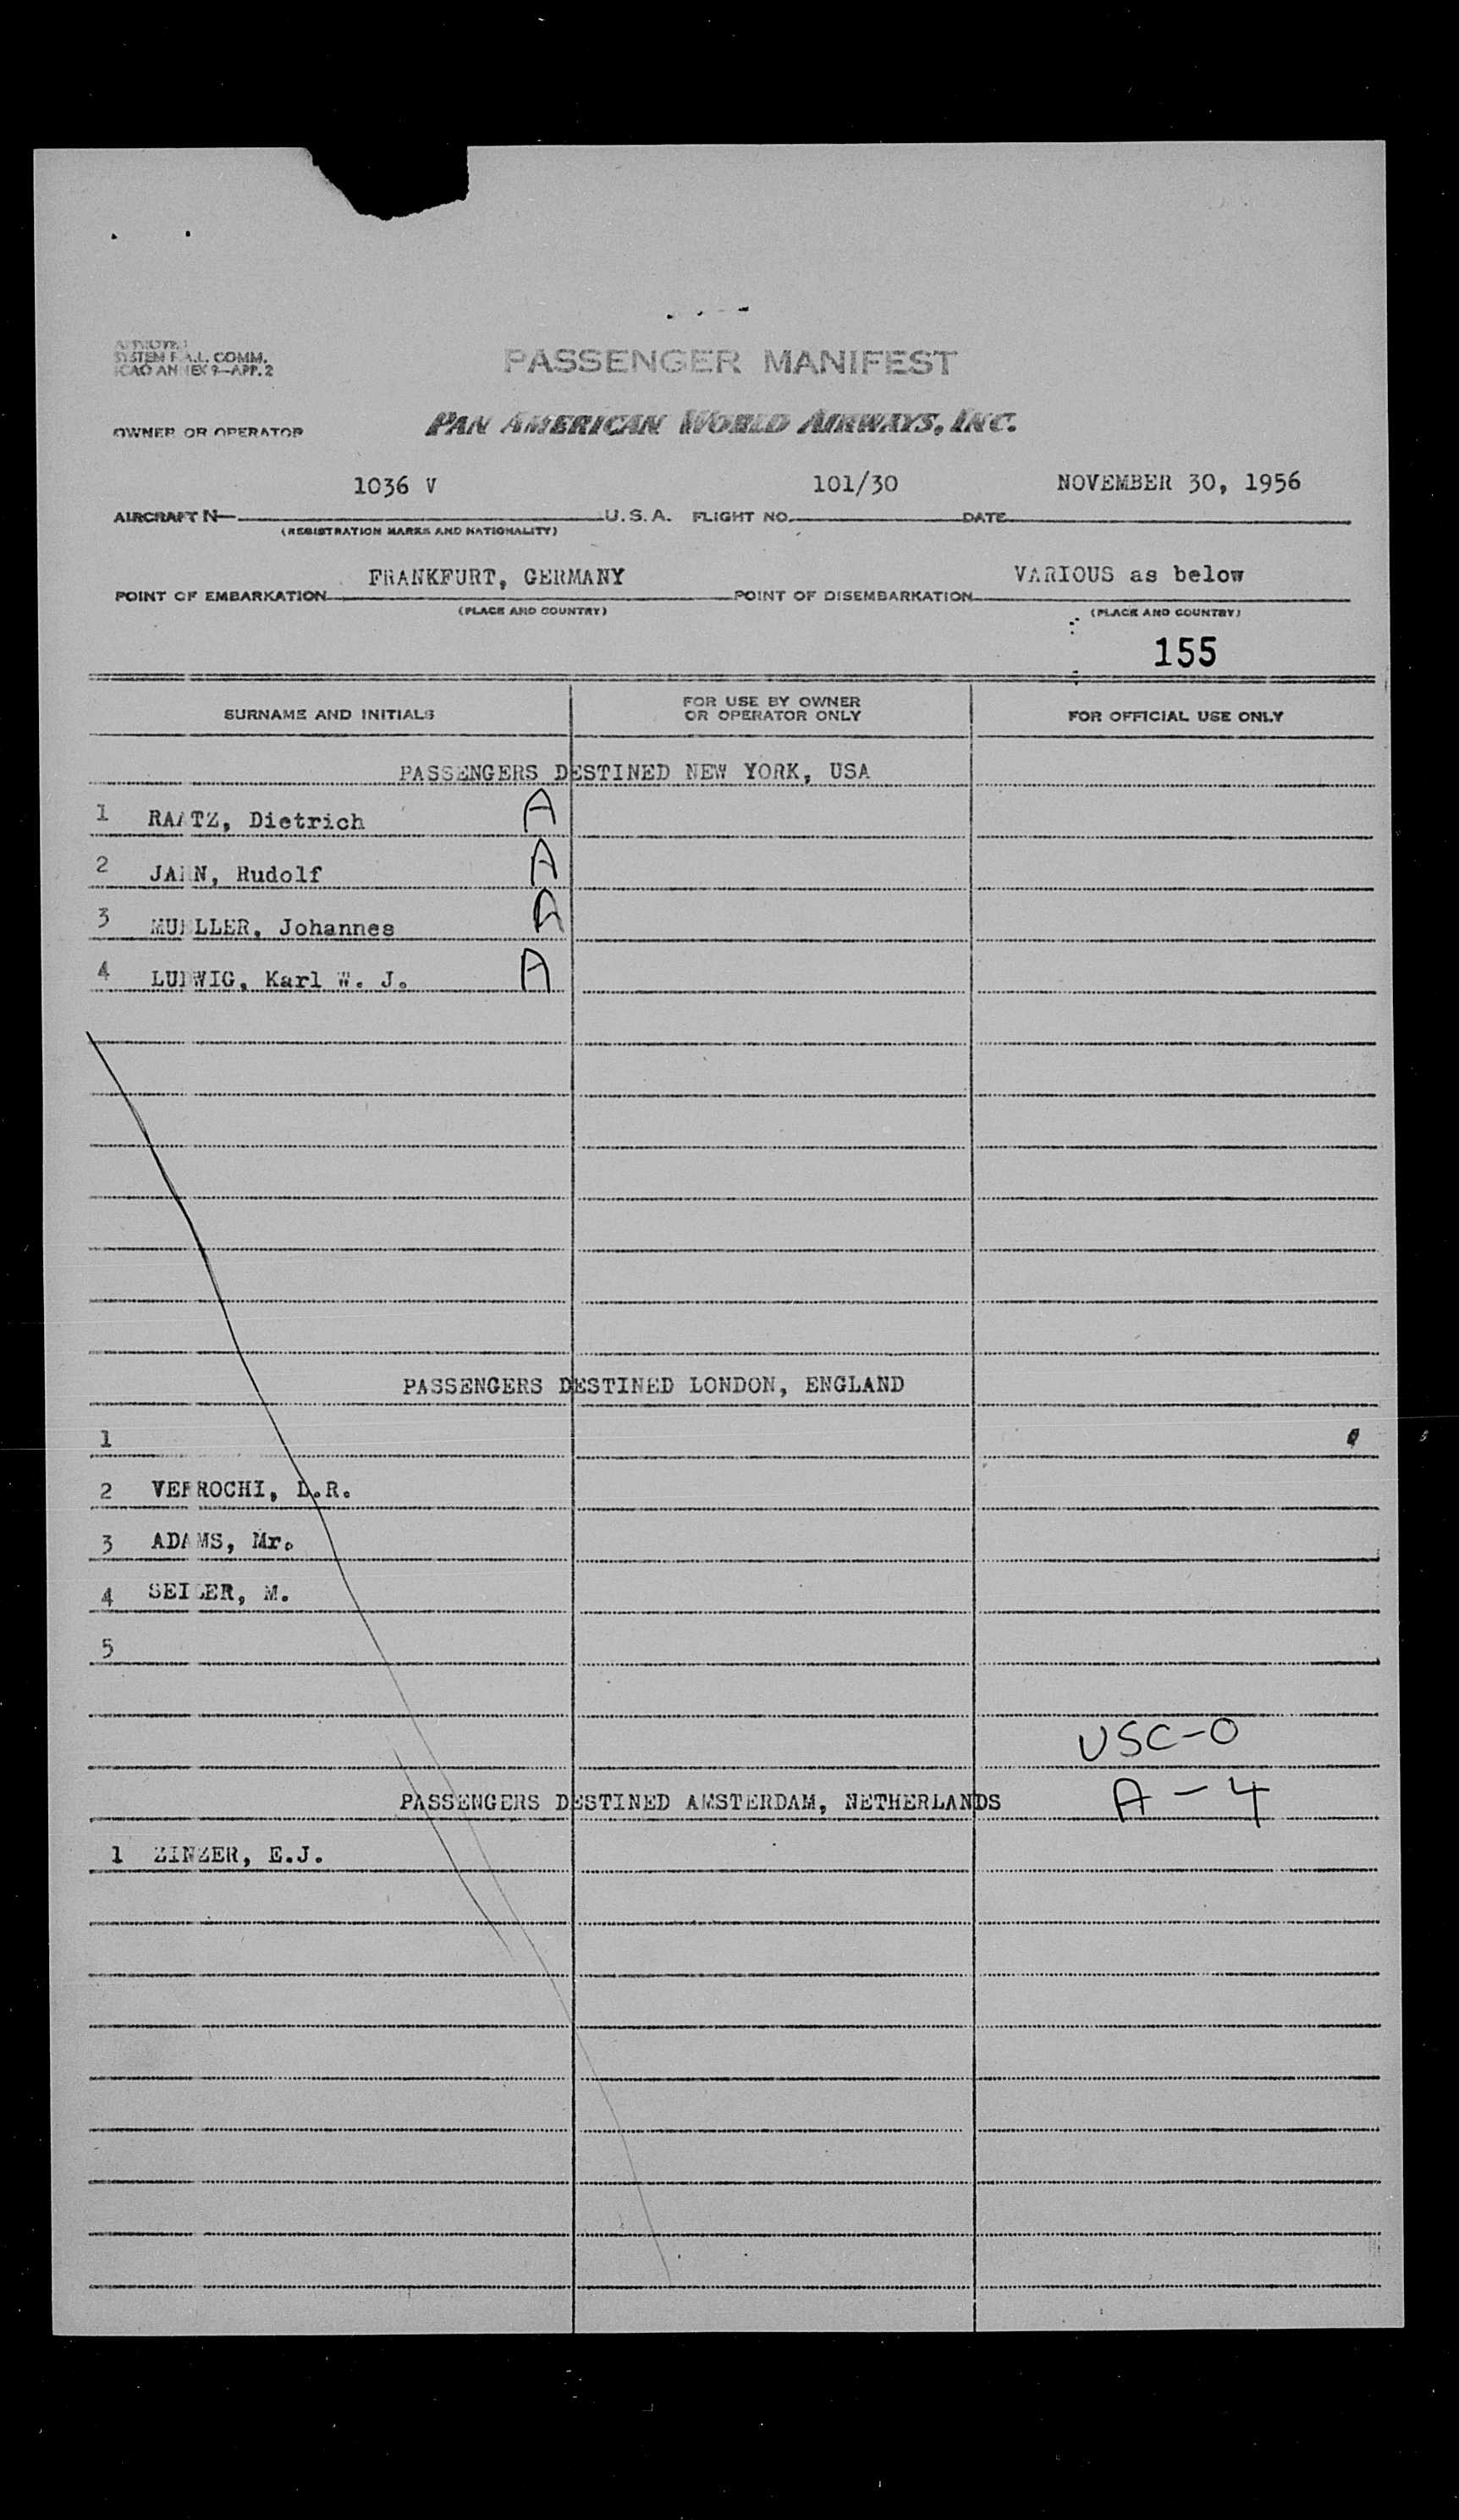 APPROVED
SYSTEM F.A.L. COMM.
ICAO ANNEX 9—APP. 2
PASSENGER MANIFEST
OWNER OR OPERATOR PAN AMERICAN WORLD AIRWAYS, INC.
1036 V 101/30 NOVEMBER 30, 1956
AIRCRAFT N— U.S.A. FLIGHT NO. DATE
(REGISTRATION MARKS AND NATIONALITY)
FRANKFURT, GERMANY VARIOUS as below
POINT OF EMBARKATION POINT OF DISEMBARKATION
(PLACE AND COUNTRY) (PLACE AND COUNTRY)
155
SURNAME AND INITIALS FOR USE BY OWNER OR OPERATOR ONLY FOR OFFICIAL USE ONLY
PASSENGERS DESTINED NEW YORK, USA
1 RAATZ, Dietrich A
2 JAHN, Rudolf A
3 MUELLER, Johannes A
4 LUDWIG, Karl W. J. A
PASSENGERS DESTINED LONDON, ENGLAND
1
2 VERROCHI, D.R.
3 ADAMS, Mr.
4 SEILER, M.
5
USC-0
PASSENGERS DESTINED AMSTERDAM, NETHERLANDS A-4
1 ZINZER, E.J.